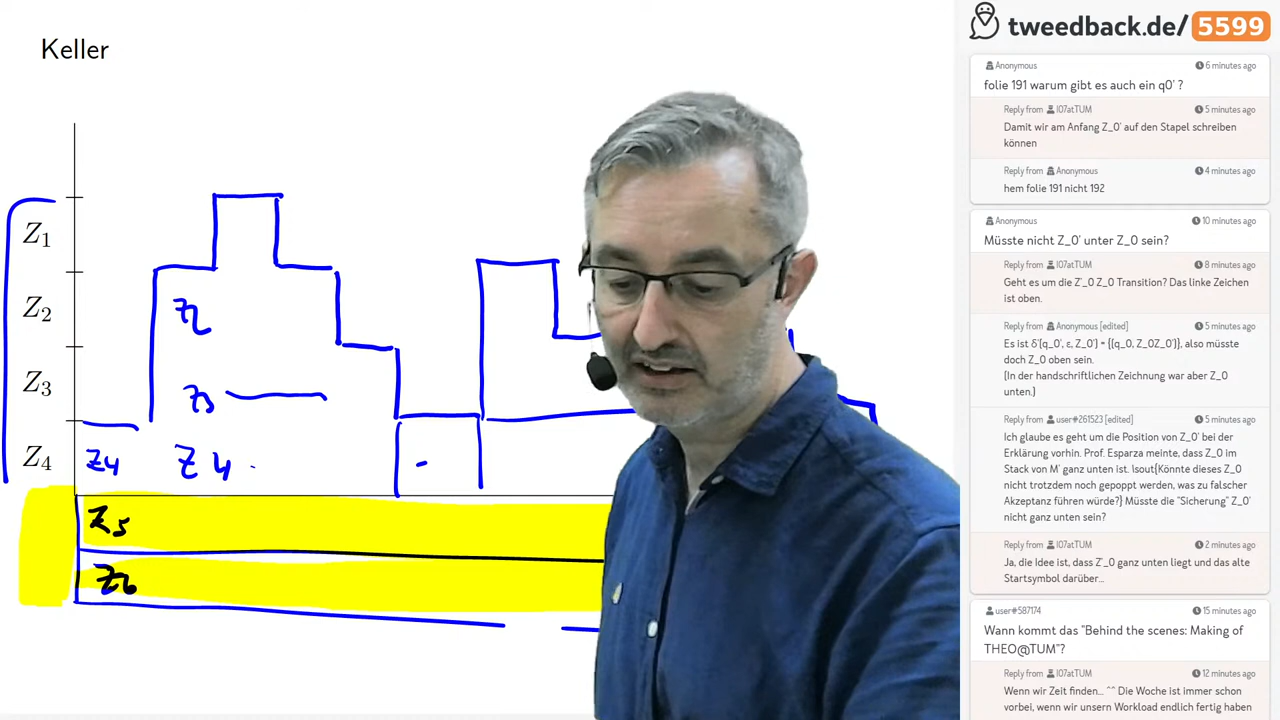 Keller
Z1
Z2
Z3
Z4
Z2
Z3
Z4
Z4
Z5
Z6
tweedback.de/ 5599
Anonymous 6 minutes ago
folie 191 warum gibt es auch ein q0' ?
Reply from I07atTUM 5 minutes ago
Damit wir am Anfang Z_0' auf den Stapel schreiben
können
Reply from Anonymous 4 minutes ago
hem folie 191 nicht 192
Anonymous 10 minutes ago
Müsste nicht Z_0' unter Z_0 sein?
Reply from I07atTUM 8 minutes ago
Geht es um die Z'_0 Z_0 Transition? Das linke Zeichen
ist oben.
Reply from Anonymous [edited] 5 minutes ago
Es ist δ'(q_0', ε, Z_0') = {(q_0, Z_0Z_0')}, also müsste
doch Z_0 oben sein.
(In der handschriftlichen Zeichnung war aber Z_0
unten.)
Reply from user#261523 [edited] 5 minutes ago
Ich glaube es geht um die Position von Z_0' bei der
Erklärung vorhin. Prof. Esparza meinte, dass Z_0 im
Stack von M' ganz unten ist. \sout{Könnte dieses Z_0
nicht trotzdem noch gepoppt werden, was zu falscher
Akzeptanz führen würde?} Müsste die "Sicherung" Z_0'
nicht ganz unten sein?
Reply from I07atTUM 2 minutes ago
Ja, die Idee ist, dass Z'_0 ganz unten liegt und das alte
Startsymbol darüber...
user#587174 15 minutes ago
Wann kommt das "Behind the scenes: Making of
THEO@TUM"?
Reply from I07atTUM 12 minutes ago
Wenn wir Zeit finden... ^^ Die Woche ist immer schon
vorbei, wenn wir unsern Workload endlich fertig haben